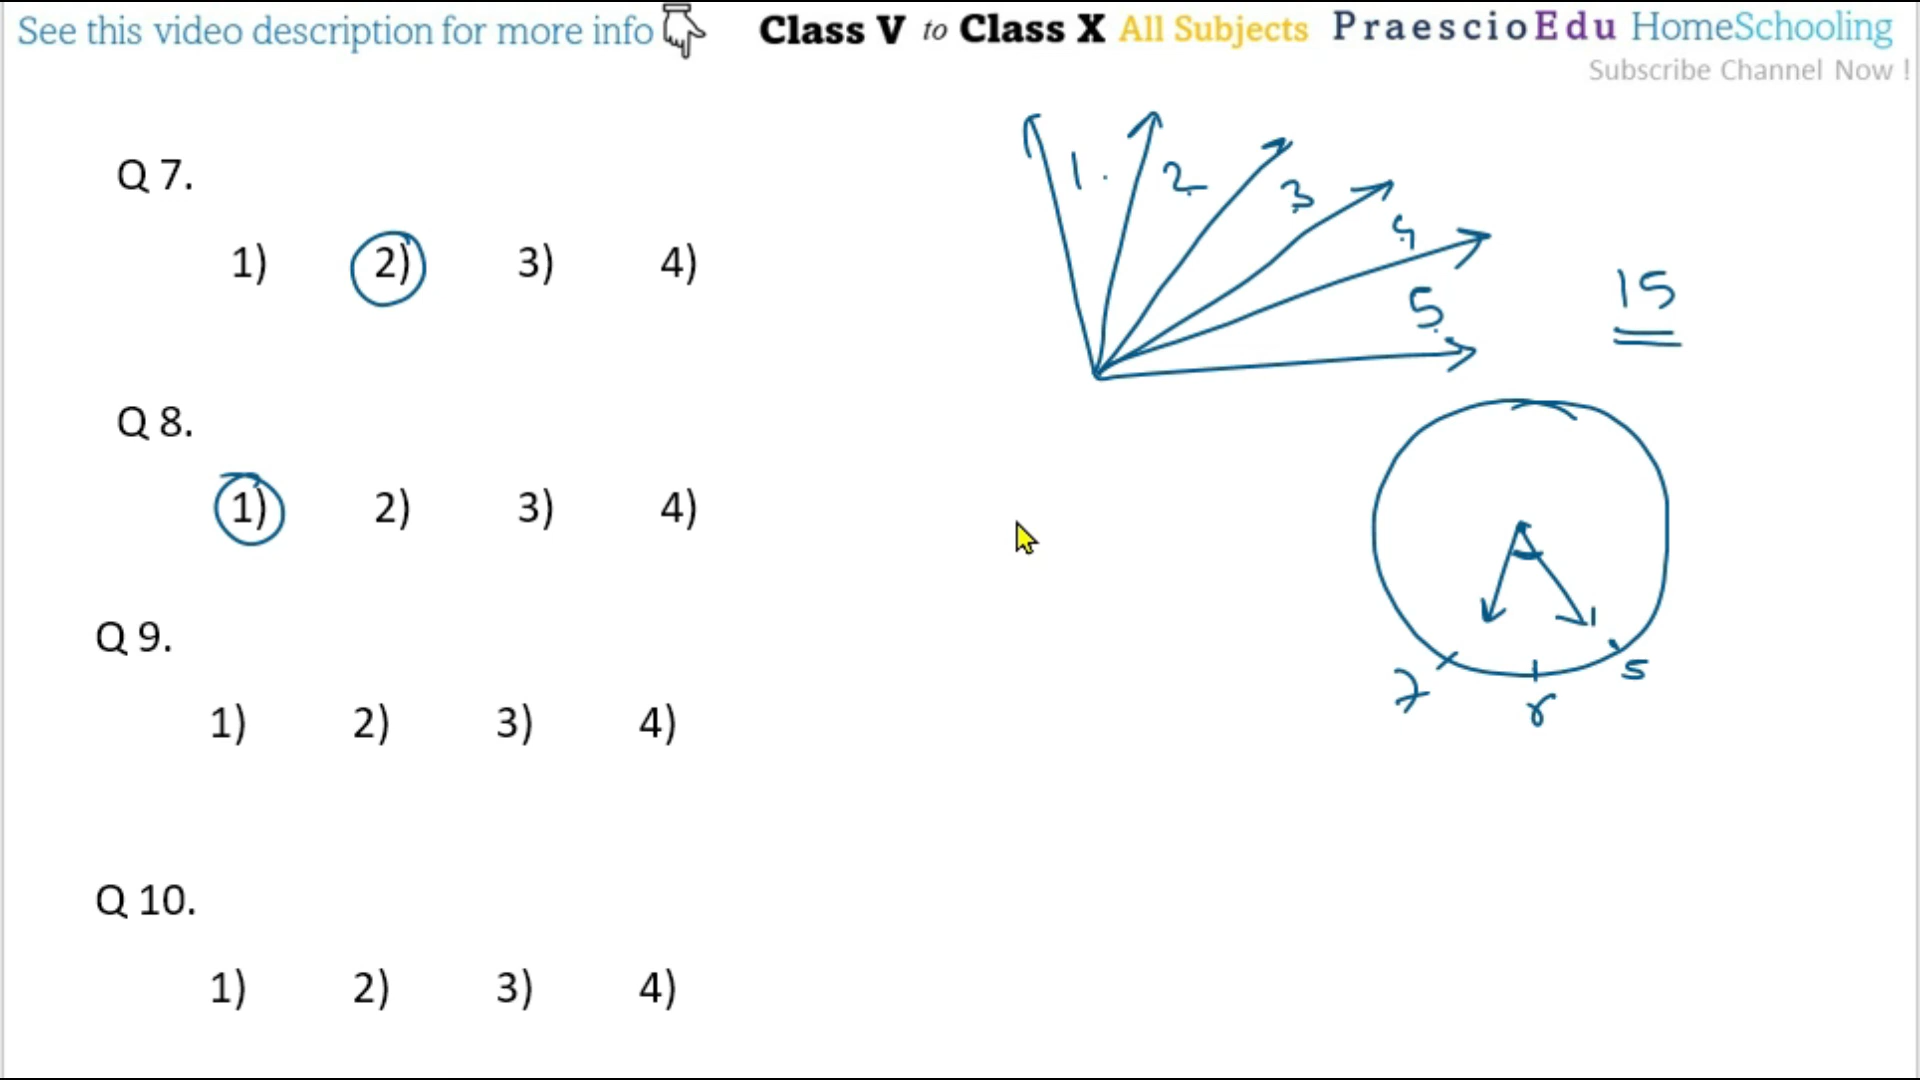 See this video description for more info Class V to Class X All Subjects PraescioEdu HomeSchooling
Subscribe Channel Now !
Q 7.
1) 2) 3) 4)
Q 8.
1) 2) 3) 4)
Q 9.
1) 2) 3) 4)
Q 10.
1) 2) 3) 4)
1. 2 3 4 5
15
7 5